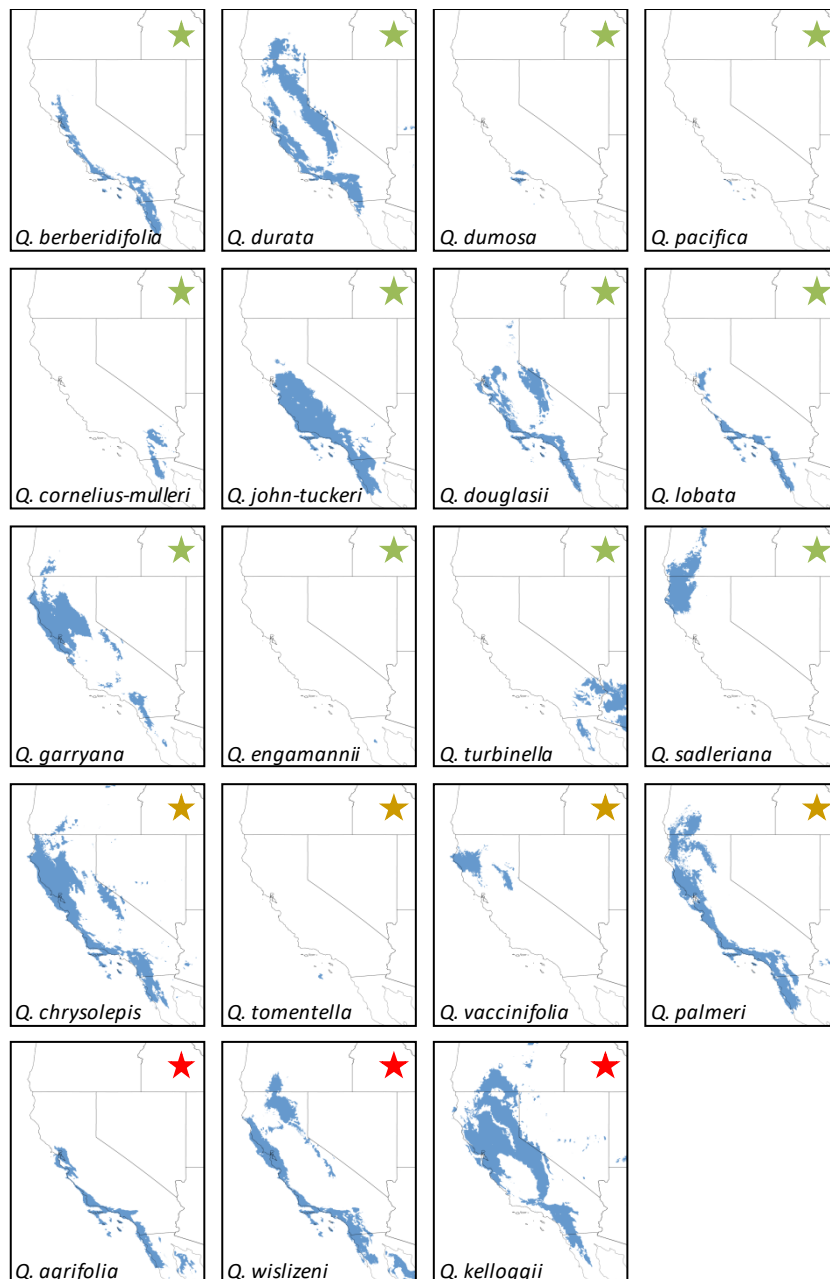 Q. berberidifolia
Q. durata
Q. dumosa
Q. pacifica
Q. cornelius-mulleri
Q. john-tuckeri
Q. douglasii
Q. lobata
Q. garryana
Q. engamannii
Q. turbinella
Q. sadleriana
Q. chrysolepis
Q. tomentella
Q. vaccinifolia
Q. palmeri
Q. agrifolia
Q. wislizeni
Q. kelloggii